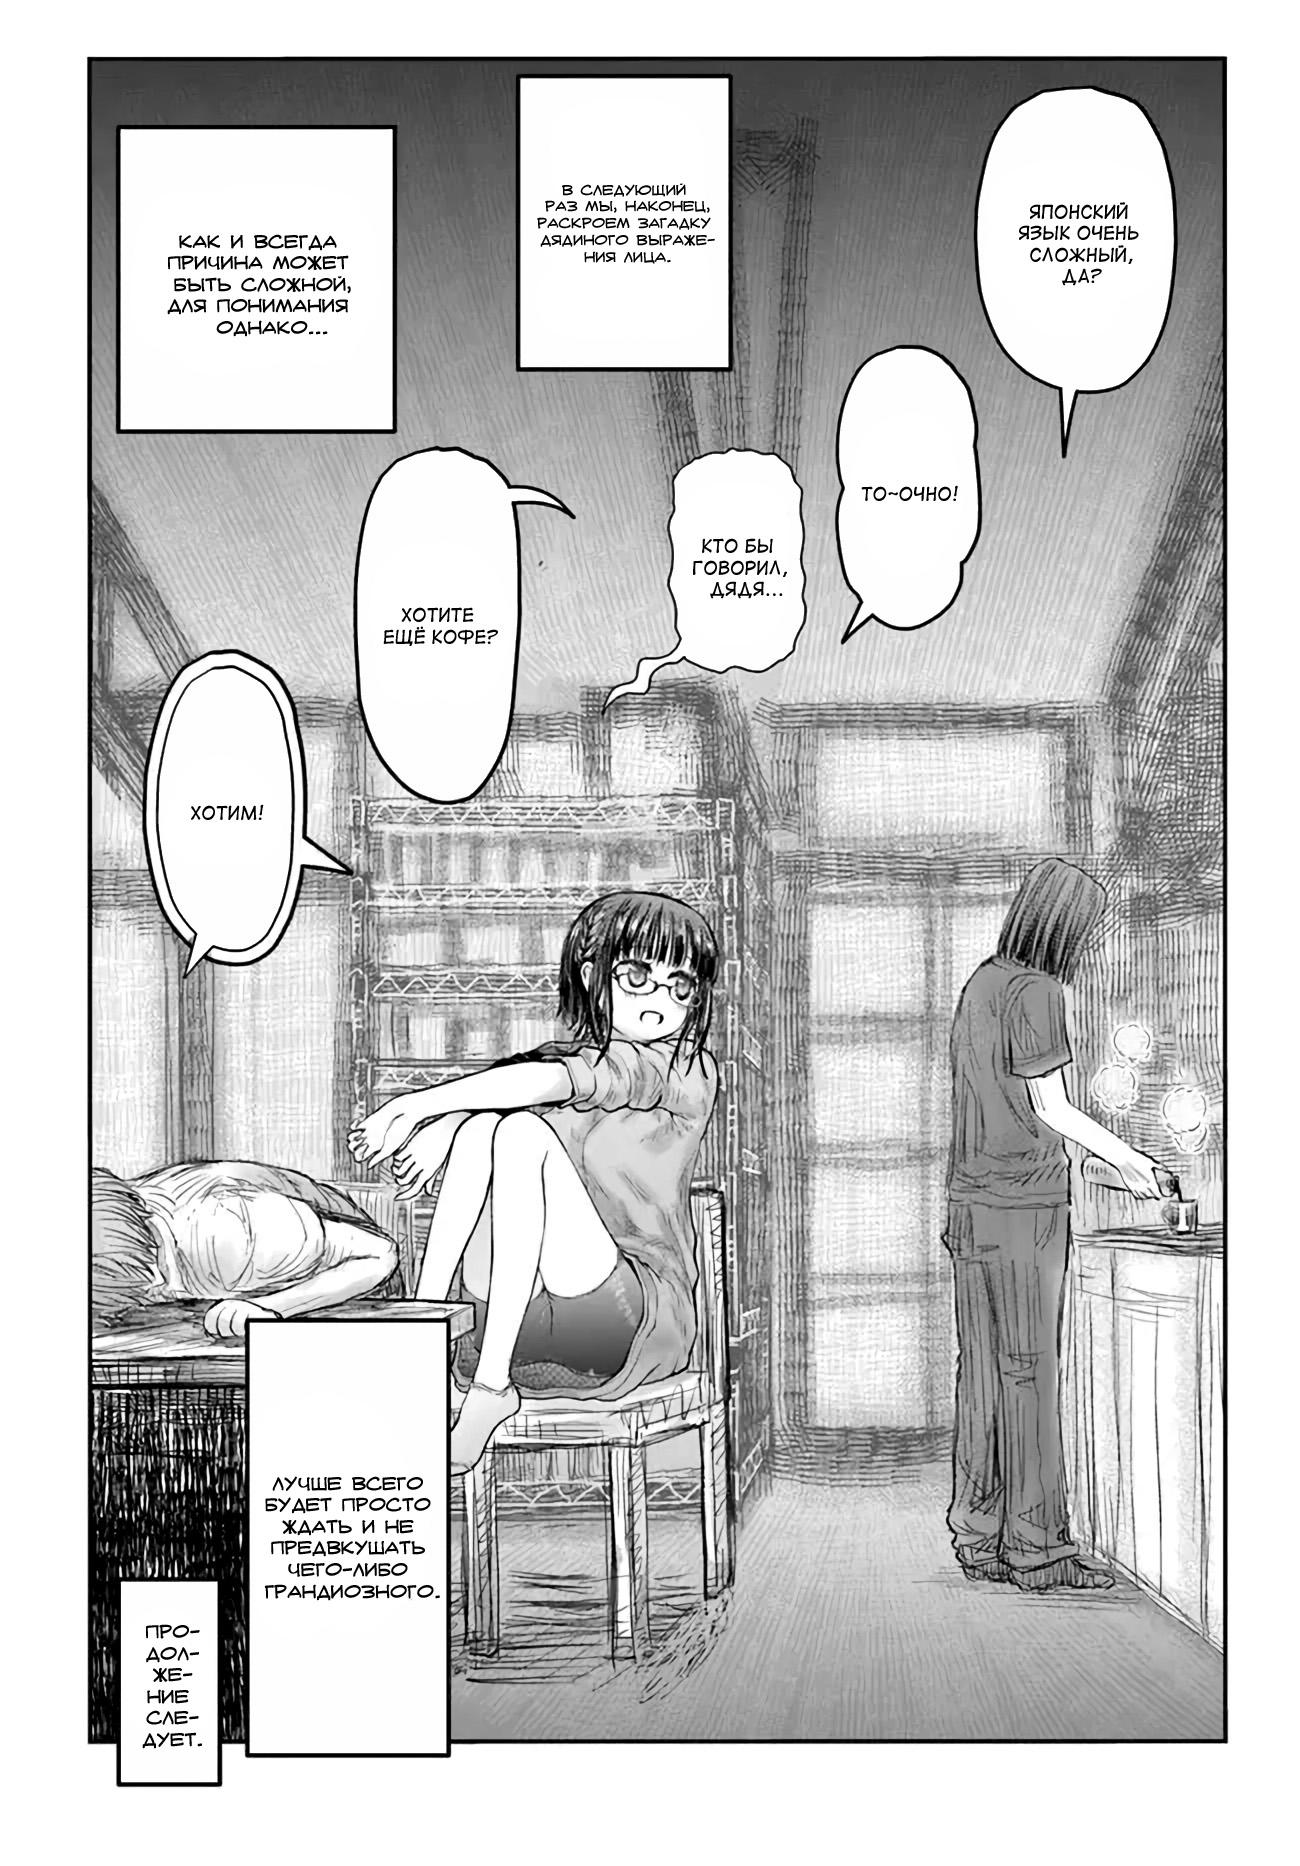 ЯПОНСКИЙ
ЯЗЫК ОЧЕНЬ
СЛОЖНЫЙ,
ДА?
ТО~ОЧНО!
КТО БЫ
ГОВОРИЛ,
ДЯДЯ...
ХОТИТЕ
ЕЩЁ КОФЕ?
ХОТИМ!
В СЛЕДУЮЩИЙ
РАЗ МЫ, НАКОНЕЦ,
РАСКРОЕМ ЗАГАДКУ
ДЯДИНОГО ВЫРАЖЕ-
НИЯ ЛИЦА.
КАК И ВСЕГДА
ПРИЧИНА МОЖЕТ
БЫТЬ СЛОЖНОЙ,
ДЛЯ ПОНИМАНИЯ
ОДНАКО...
ЛУЧШЕ ВСЕГО
БУДЕТ ПРОСТО
ЖДАТЬ И НЕ
ПРЕДВКУШАТЬ
ЧЕГО-ЛИБО
ГРАНДИОЗНОГО.
ПРО-
ДОЛ-
ЖЕ-
НИЕ
СЛЕ-
ДУЕТ.